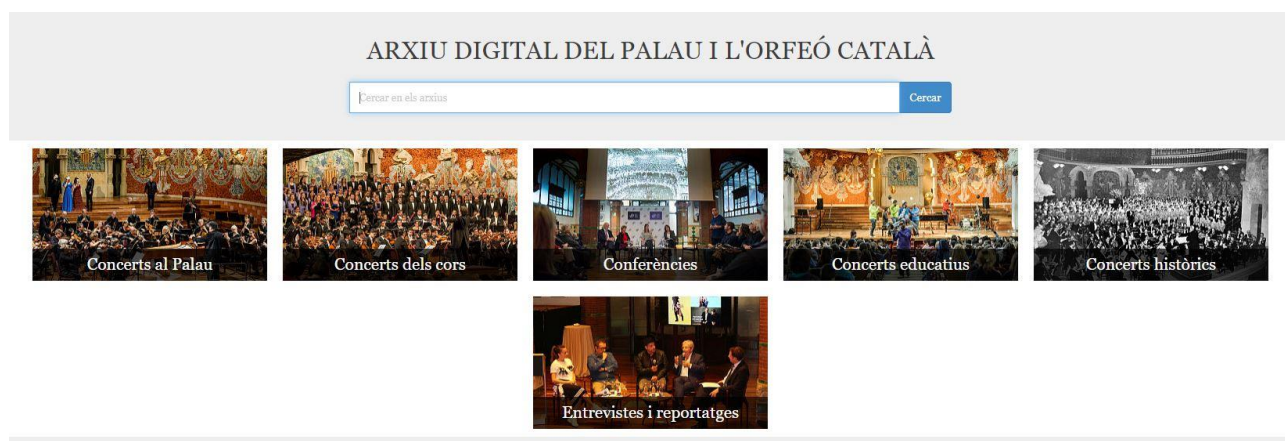 ARXIU DIGITAL DEL PALAU I L'ORFEÓ CATALÀ
Cercar en els arxius
Cercar
Concerts al Palau
Concerts dels cors
Conferències
Concerts educatius
Concerts històrics
Entrevistes i reportatges